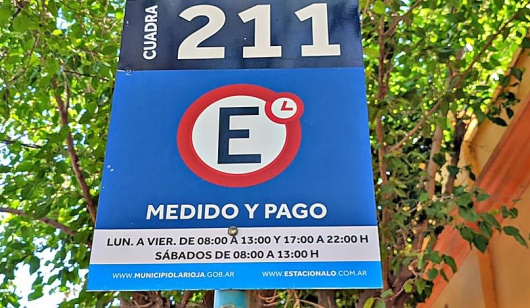 CUADRA 211
E
MEDIDO Y PAGO
LUN. A VIER. DE 08:00 A 13:00 Y 17:00 A 22:00 H
SÁBADOS DE 08:00 A 13:00 H
WWW.MUNICIPIOLARIOJA.GOB.AR WWW.ESTACIONALO.COM.AR